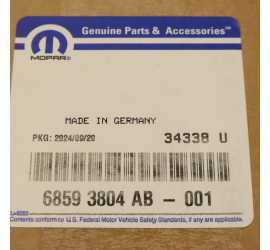 Genuine Parts & Accessories™
MOPAR®
MADE IN GERMANY
PKG: 2024/09/20 34338 U
6859 3804 AB - 001
Contents conform to U.S. Federal Motor Vehicle Safety Standards, if any are applicable.